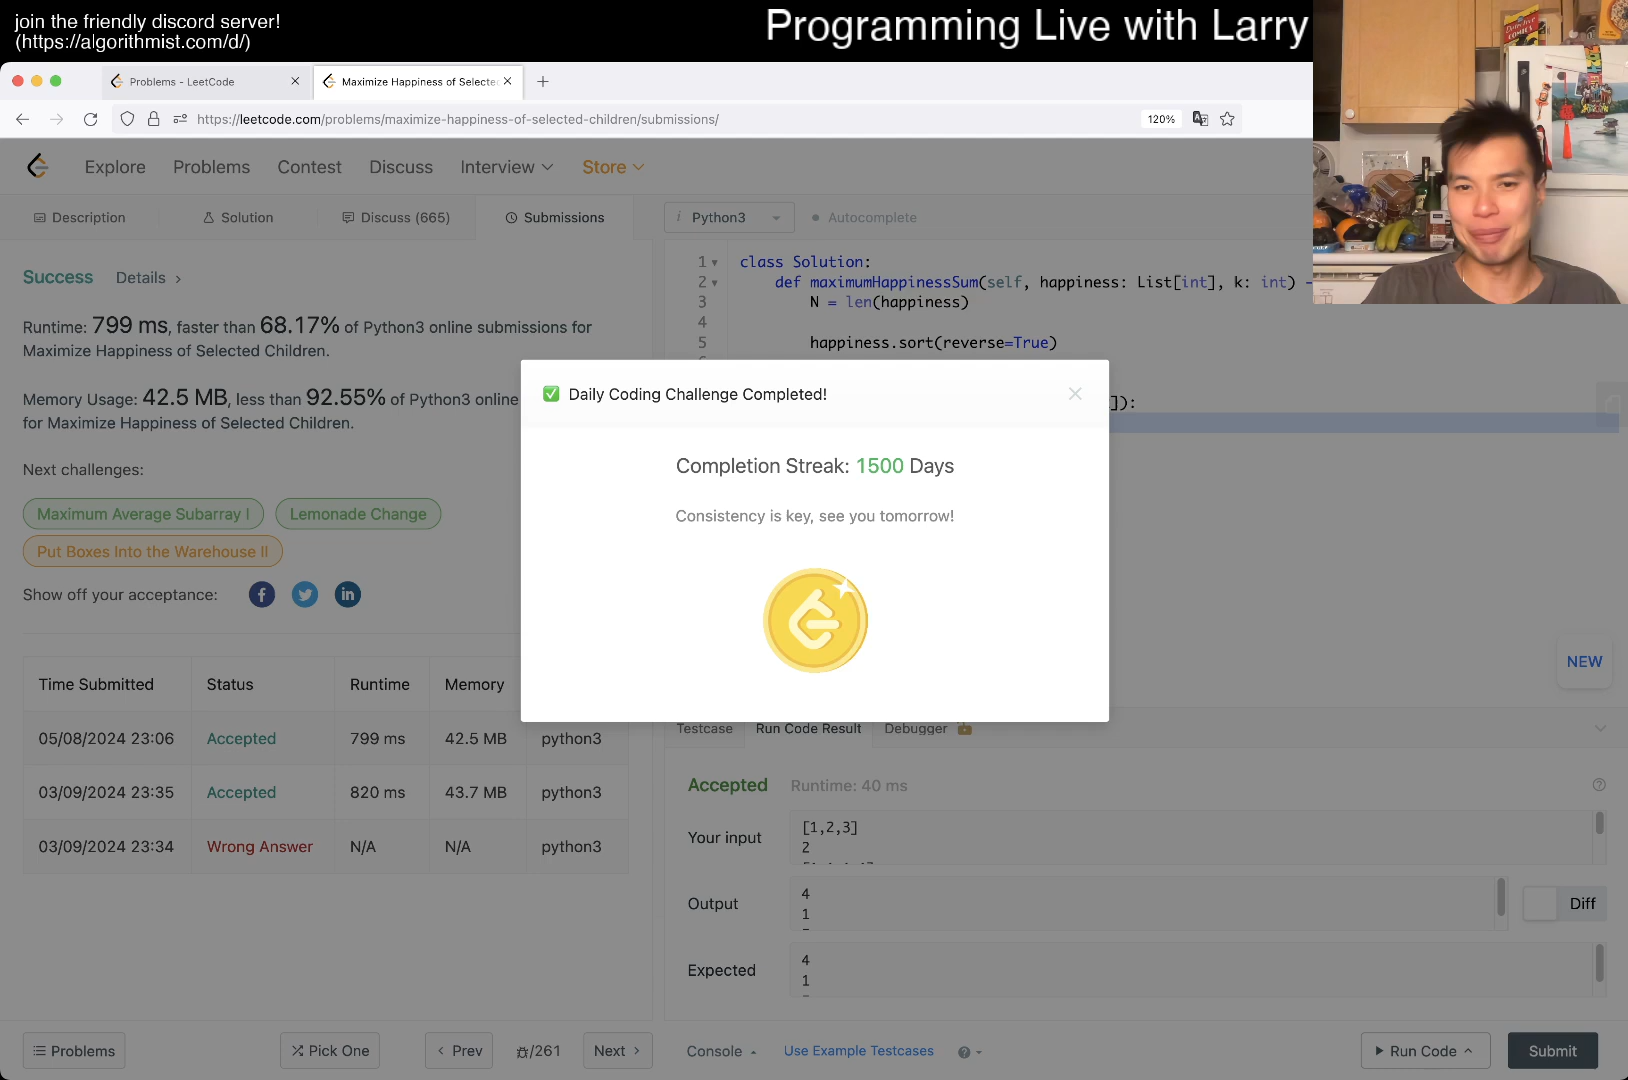 join the friendly discord server!
(https://algorithmist.com/d/)
Programming Live with Larry
Problems - LeetCode
Maximize Happiness of Selecte
https://leetcode.com/problems/maximize-happiness-of-selected-children/submissions/
120%
Explore Problems Contest Discuss Interview Store
Description Solution Discuss (665) Submissions
i Python3 Autocomplete
Success Details >
Runtime: 799 ms, faster than 68.17% of Python3 online submissions for
Maximize Happiness of Selected Children.
Memory Usage: 42.5 MB, less than 92.55% of Python3 online
for Maximize Happiness of Selected Children.
Next challenges:
Maximum Average Subarray I Lemonade Change
Put Boxes Into the Warehouse II
Show off your acceptance:
Time Submitted Status Runtime Memory
05/08/2024 23:06 Accepted 799 ms 42.5 MB python3
03/09/2024 23:35 Accepted 820 ms 43.7 MB python3
03/09/2024 23:34 Wrong Answer N/A N/A python3
1 class Solution:
2 def maximumHappinessSum(self, happiness: List[int], k: int) -
3 N = len(happiness)
4
5 happiness.sort(reverse=True)
]):
✅ Daily Coding Challenge Completed!
Completion Streak: 1500 Days
Consistency is key, see you tomorrow!
NEW
Testcase Run Code Result Debugger
Accepted Runtime: 40 ms
Your input
[1,2,3]
2
Output
4
1
Diff
Expected
4
1
Problems Pick One < Prev /261 Next >
Console Use Example Testcases
Run Code Submit
DETECTIVE
COMICS